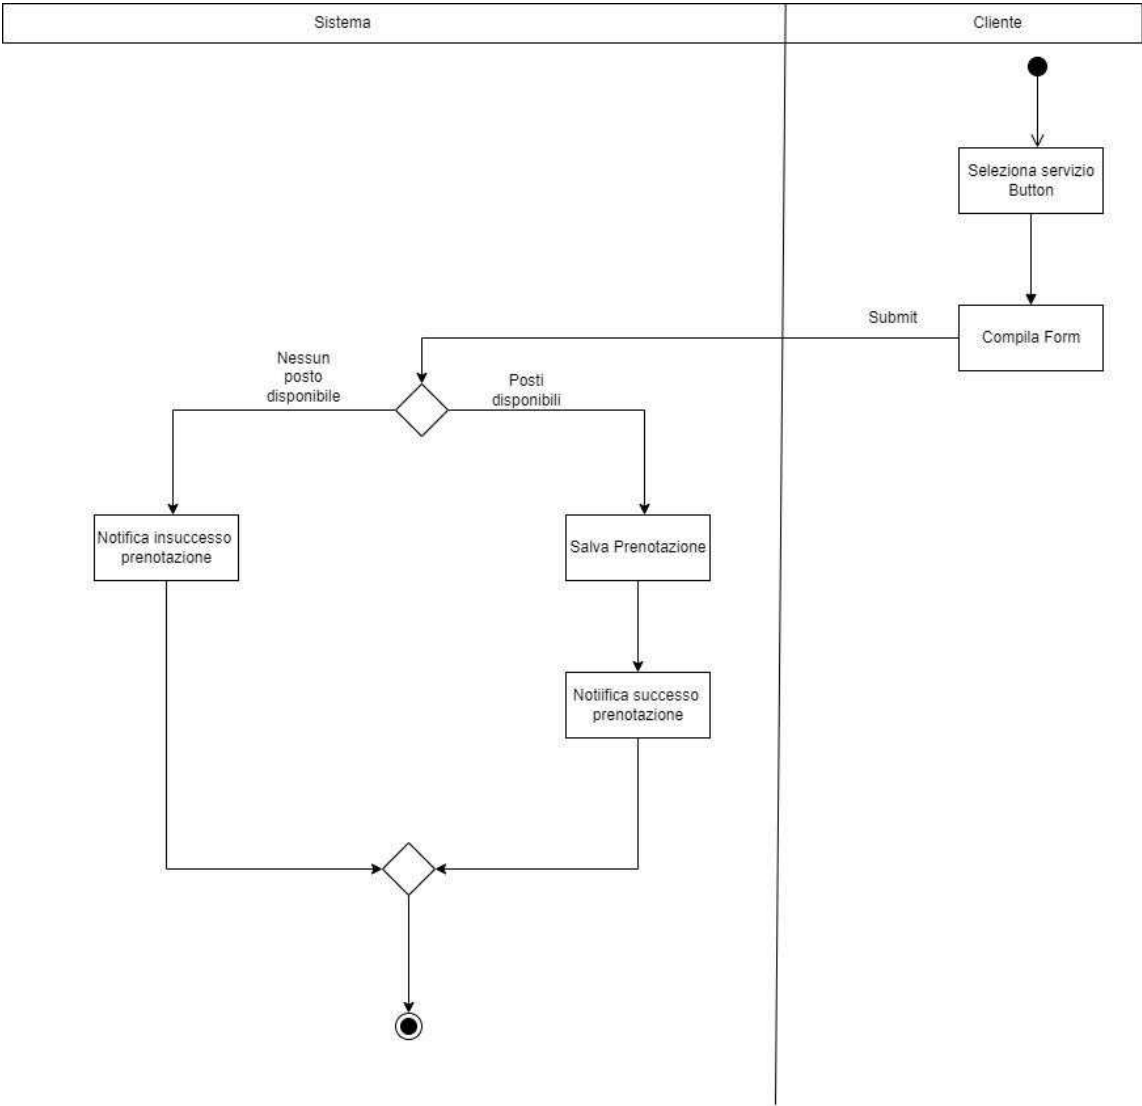 Sistema
Cliente
Seleziona servizio
Button
Submit
Compila Form
Nessun
posto
disponibile
Posti
disponibili
Notifica insuccesso
prenotazione
Salva Prenotazione
Notiifica successo
prenotazione